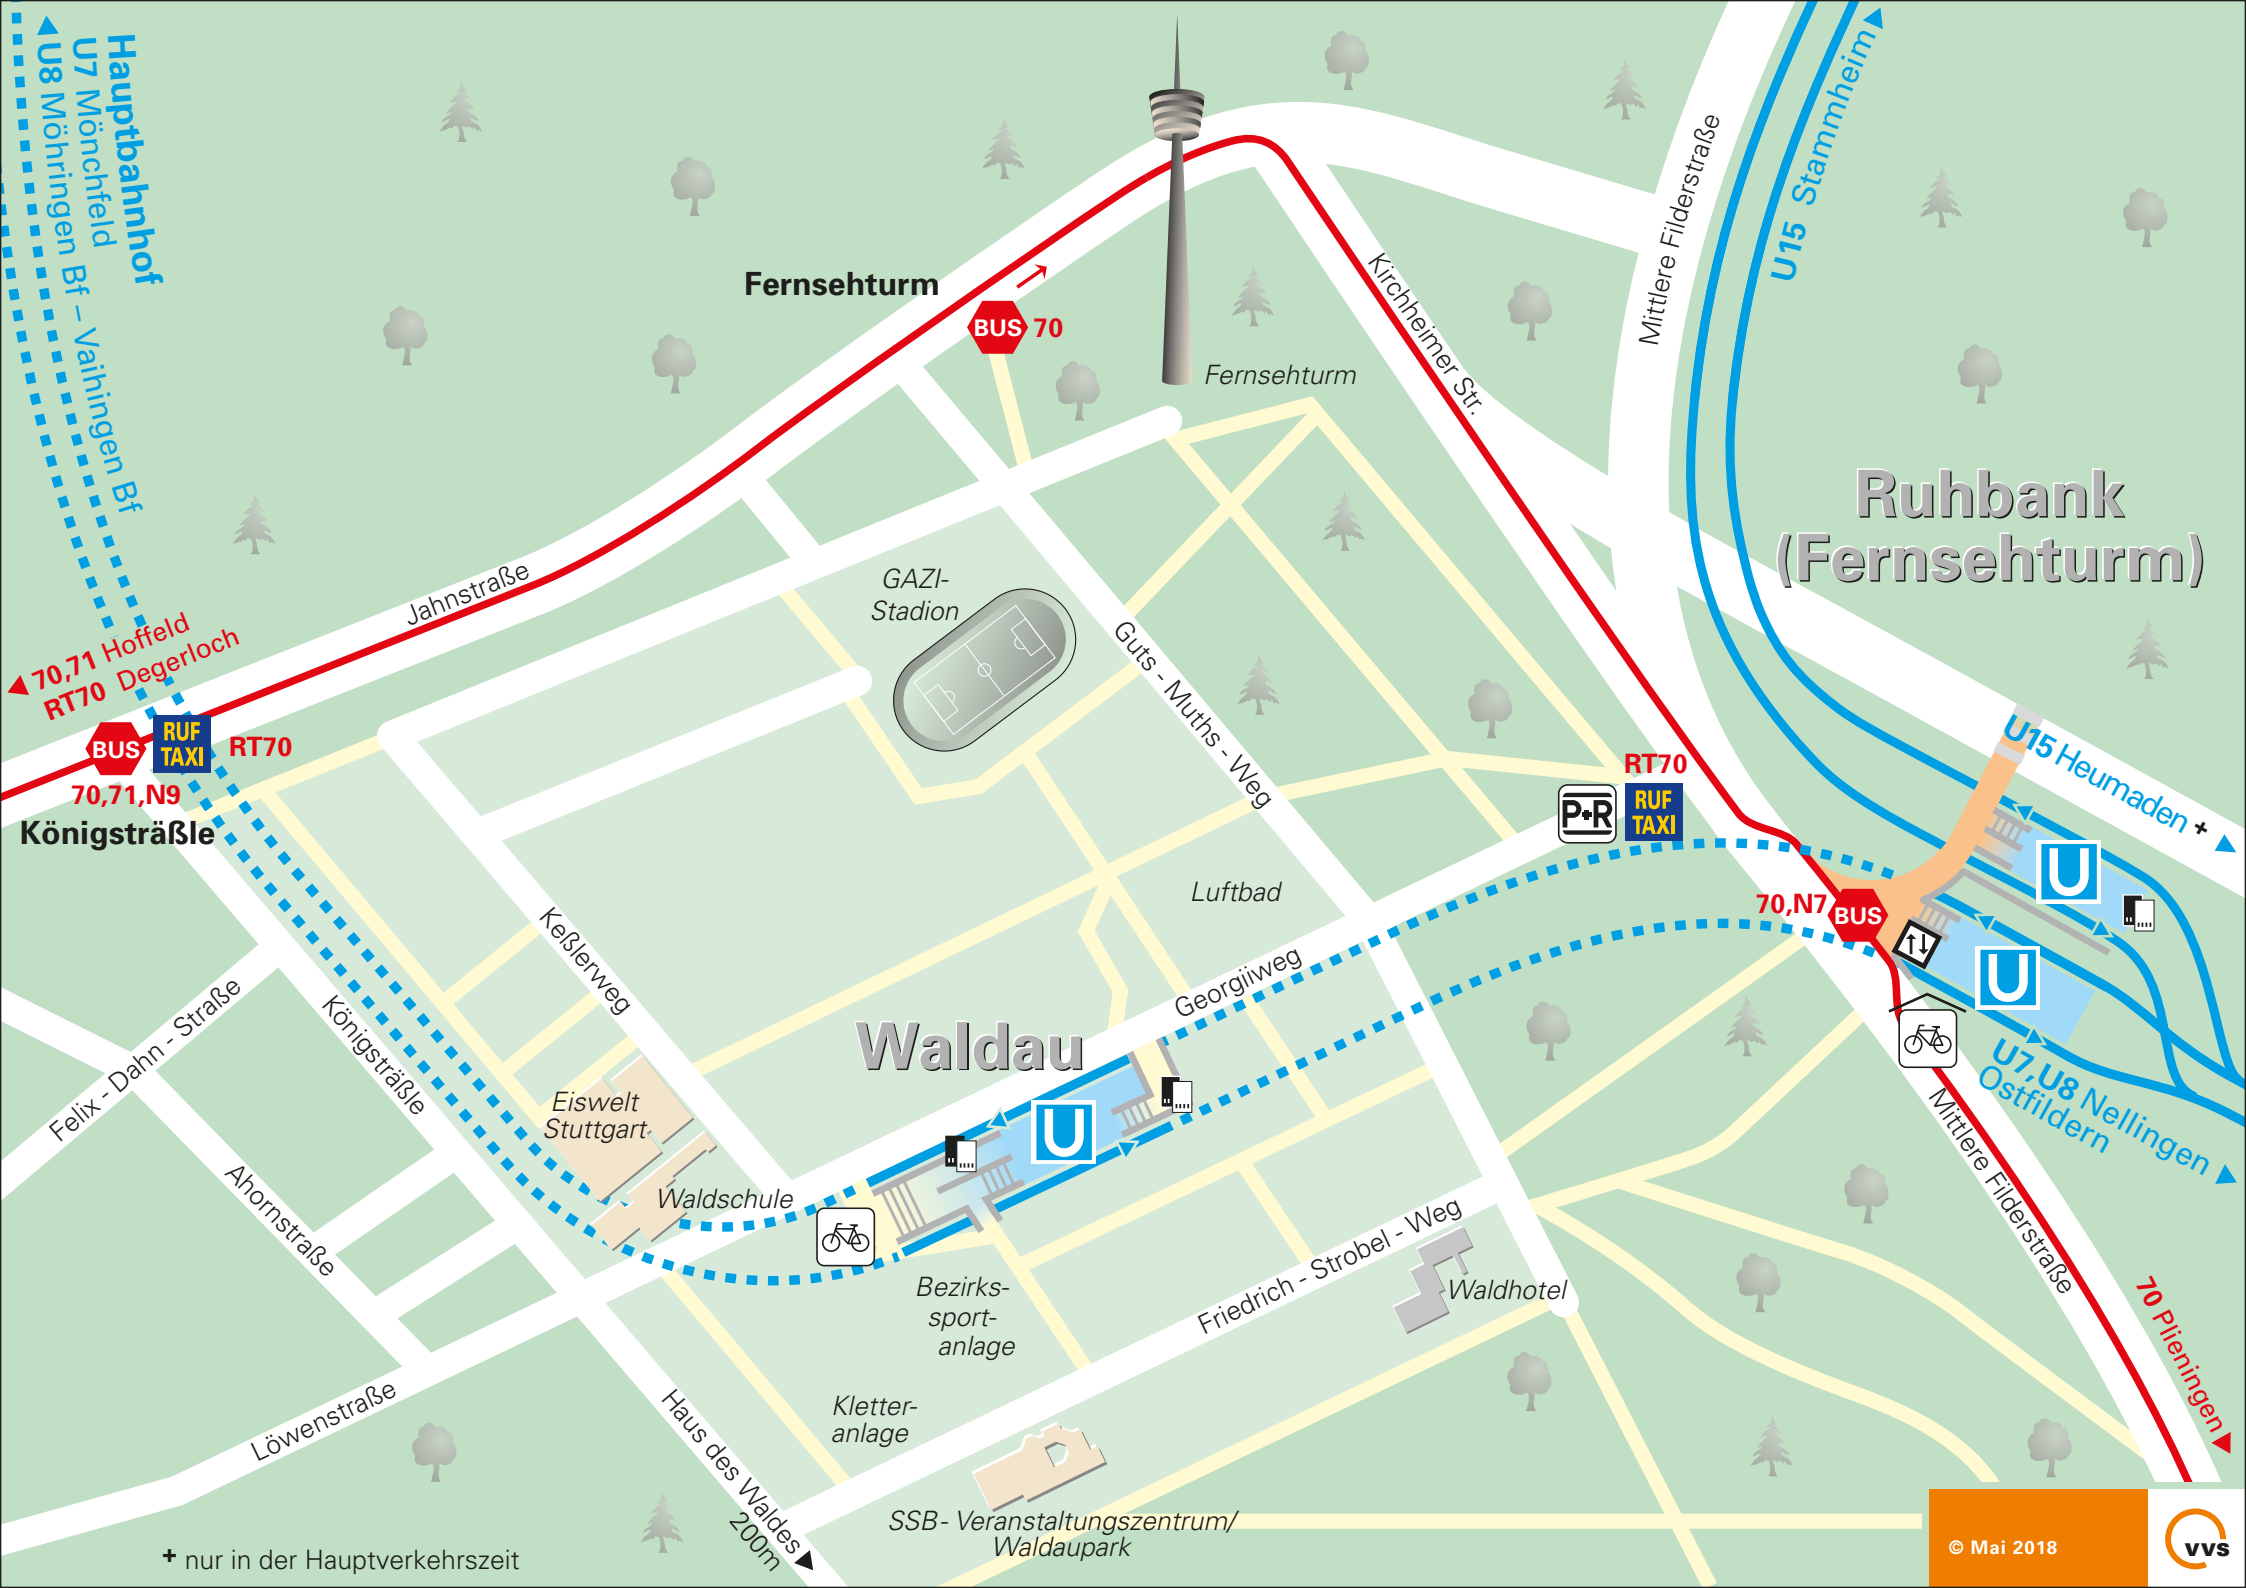 Hauptbahnhof
U7 Mönchfeld
U8 Möhringen Bf – Vaihingen Bf
U15 Stammheim
Mittlere Filderstraße
Fernsehturm
BUS 70
Fernsehturm
Kirchheimer Str.
Ruhbank
(Fernsehturm)
Jahnstraße
GAZI-
Stadion
70,71 Hoffeld
RT70 Degerloch
BUS
RUF
TAXI
RT70
70,71,N9
Königsträßle
Guts - Muths - Weg
RT70
P+R
RUF
TAXI
U15 Heumaden +
U
70,N7
BUS
U
Luftbad
Keßlerweg
Georgiiweg
Waldau
Felix - Dahn - Straße
Königsträßle
Eiswelt
Stuttgart
U
U7,U8 Nellingen
Ostfildern
Mittlere Filderstraße
Ahornstraße
Waldschule
Bezirks-
sport-
anlage
Friedrich - Strobel - Weg
Waldhotel
70 Plieningen
Löwenstraße
Kletter-
anlage
Haus des Waldes
200m
SSB- Veranstaltungszentrum/
Waldaupark
+ nur in der Hauptverkehrszeit
© Mai 2018
vvs